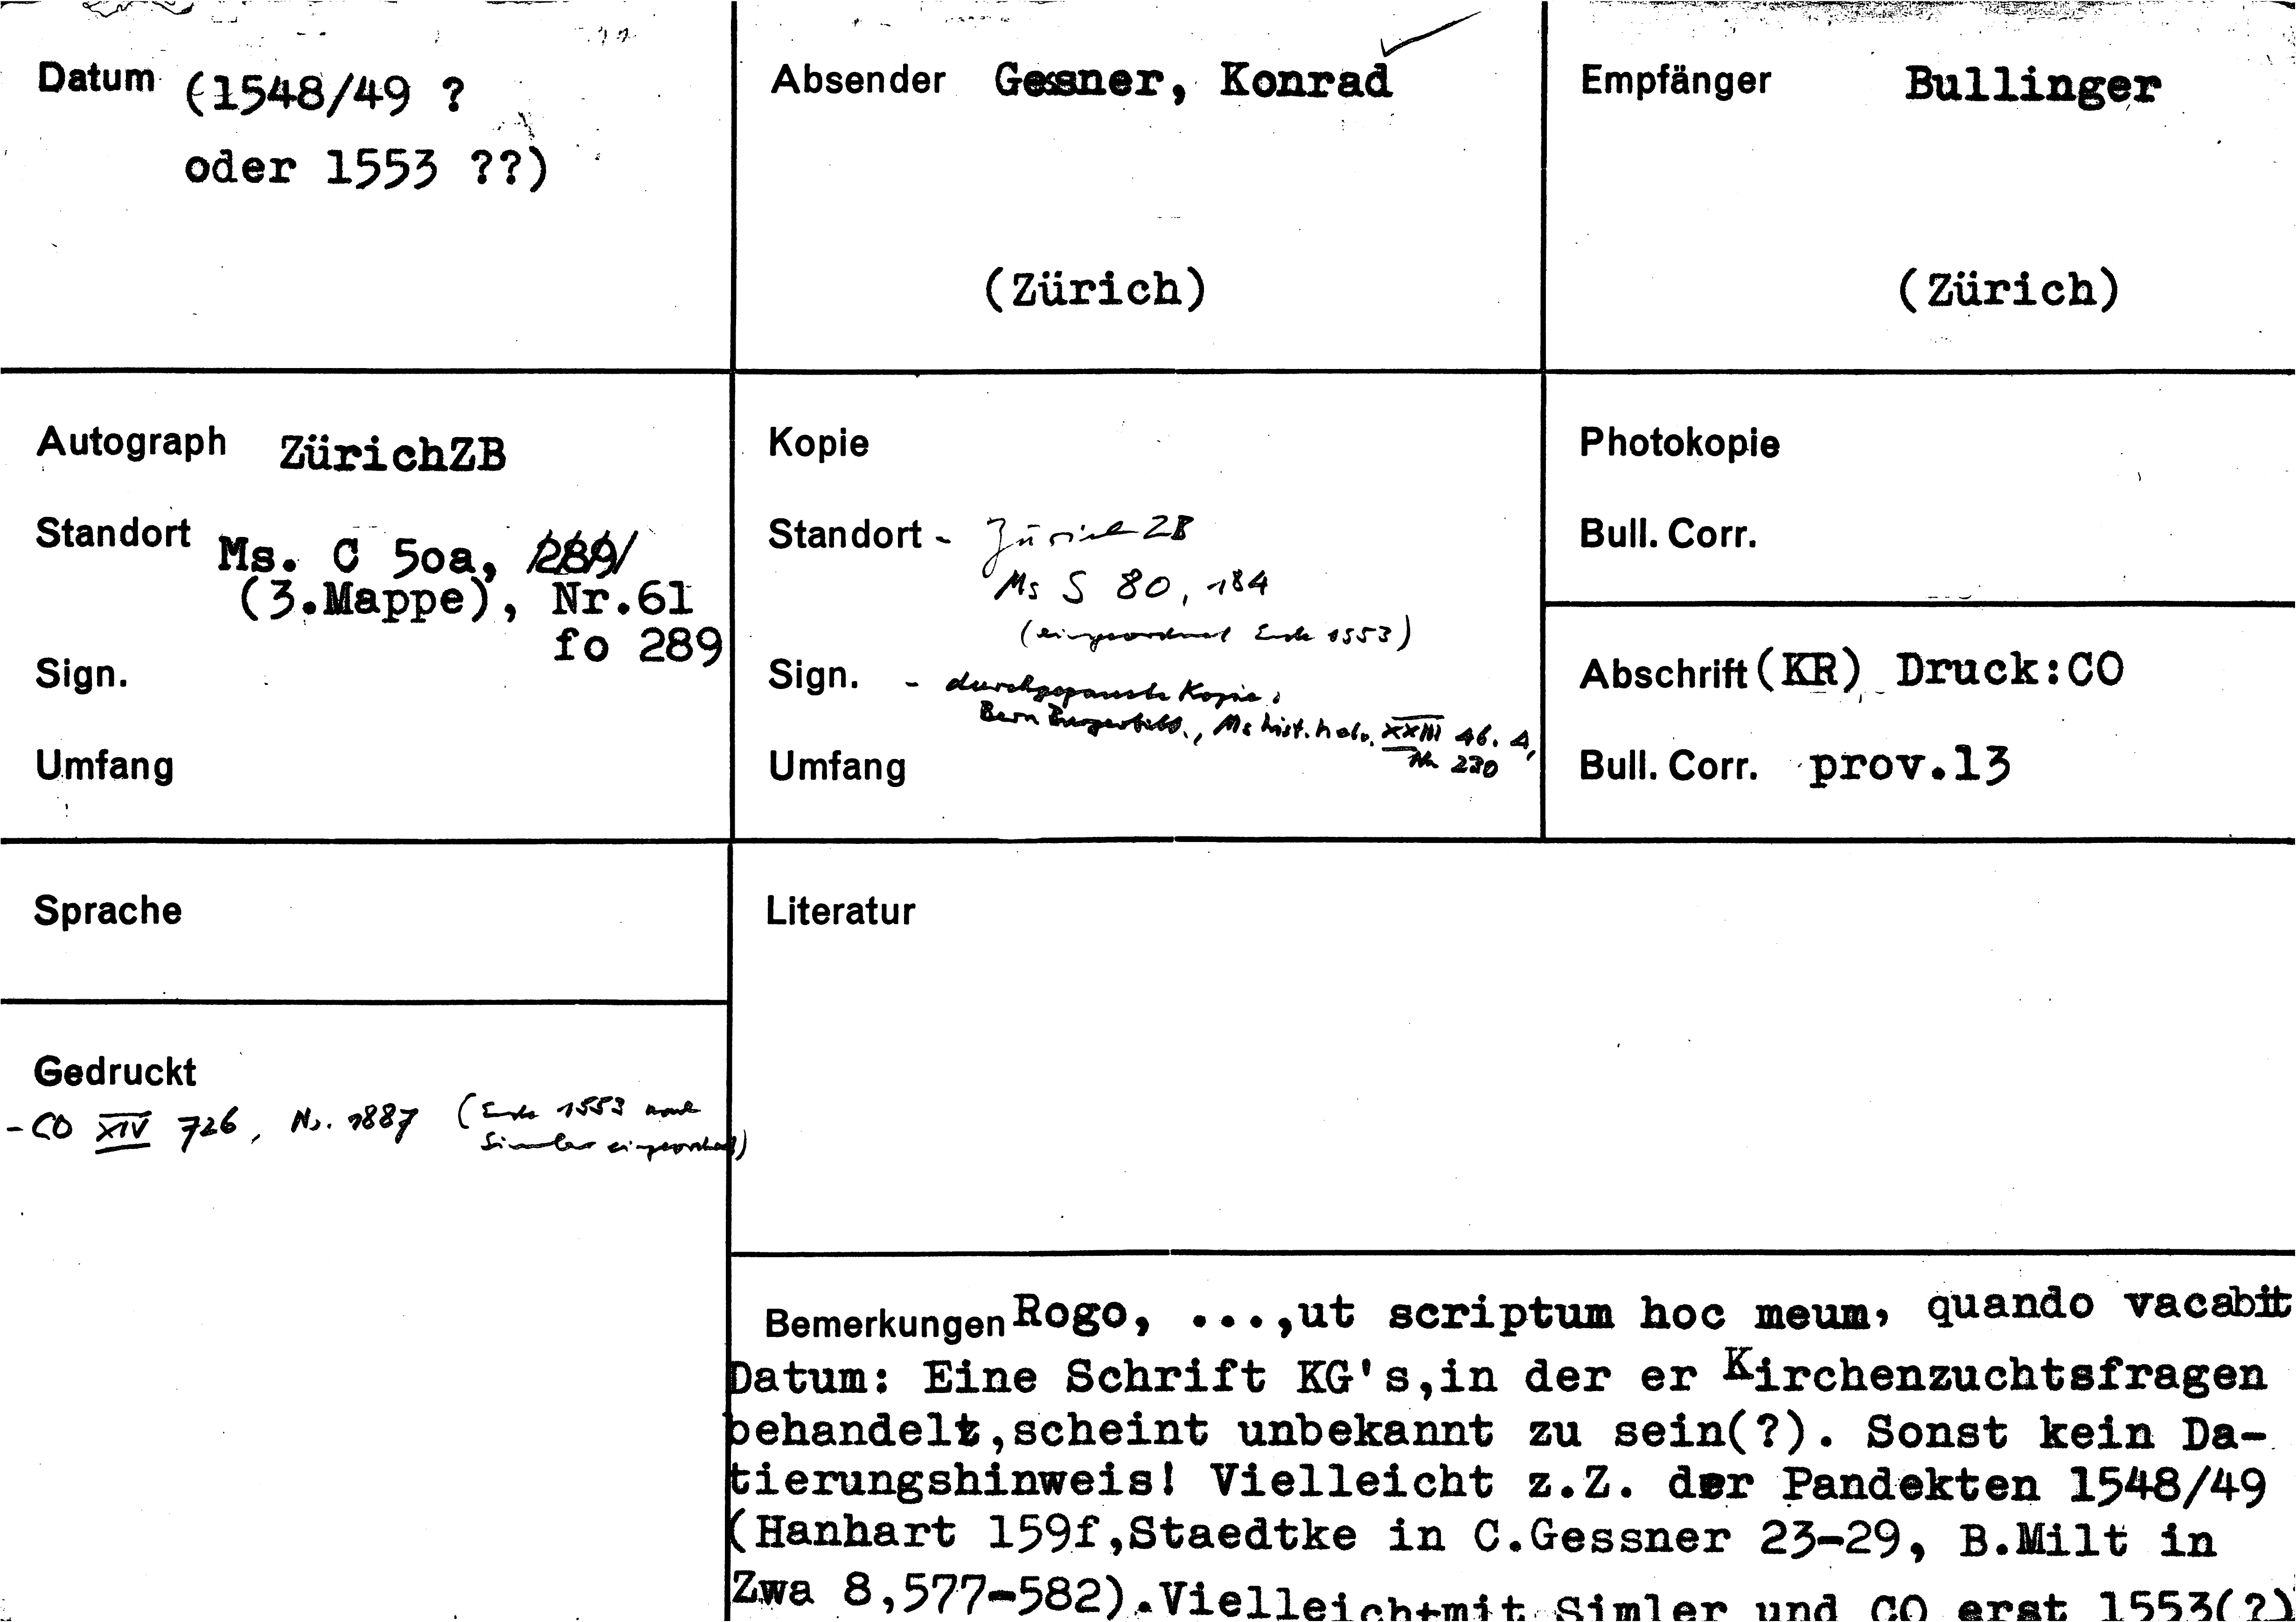 Datum (1548/49 ?
oder 1553 ??)
Absender Gessner, Konrad
(Zürich)
Empfänger Bullinger
(Zürich)
Autograph ZürichZB
Standort Ms. C 50a, 289
(3.Mappe), Nr.61
fo 289
Sign.
Umfang
Kopie
Standort - Zürich ZB
Ms S 80, 184
(eingeordnet Ende 1553)
Sign. - durchgepauste Kopie:
Bern Burgerbibl., Ms hist. helv. XXIII 46. A,
Nr. 230
Umfang
Photokopie
Bull. Corr.
Abschrift (KR) Druck:CO
Bull. Corr. prov.13
Sprache
Literatur
Gedruckt
- CO XIV 726, Nr. 1887 (Ende 1553 nach
Simler eingeordnet)
Bemerkungen Rogo, ...,ut scriptum hoc meum, quando vacabit
Datum: Eine Schrift KG's,in der er Kirchenzuchtsfragen
behandelt,scheint unbekannt zu sein(?). Sonst kein Da-
tierungshinweis! Vielleicht z.Z. der Pandekten 1548/49
(Hanhart 159f,Staedtke in C.Gessner 23-29, B.Milt in
Zwa 8,577-582).Vielleicht mit Simler und CO erst 1553(?)